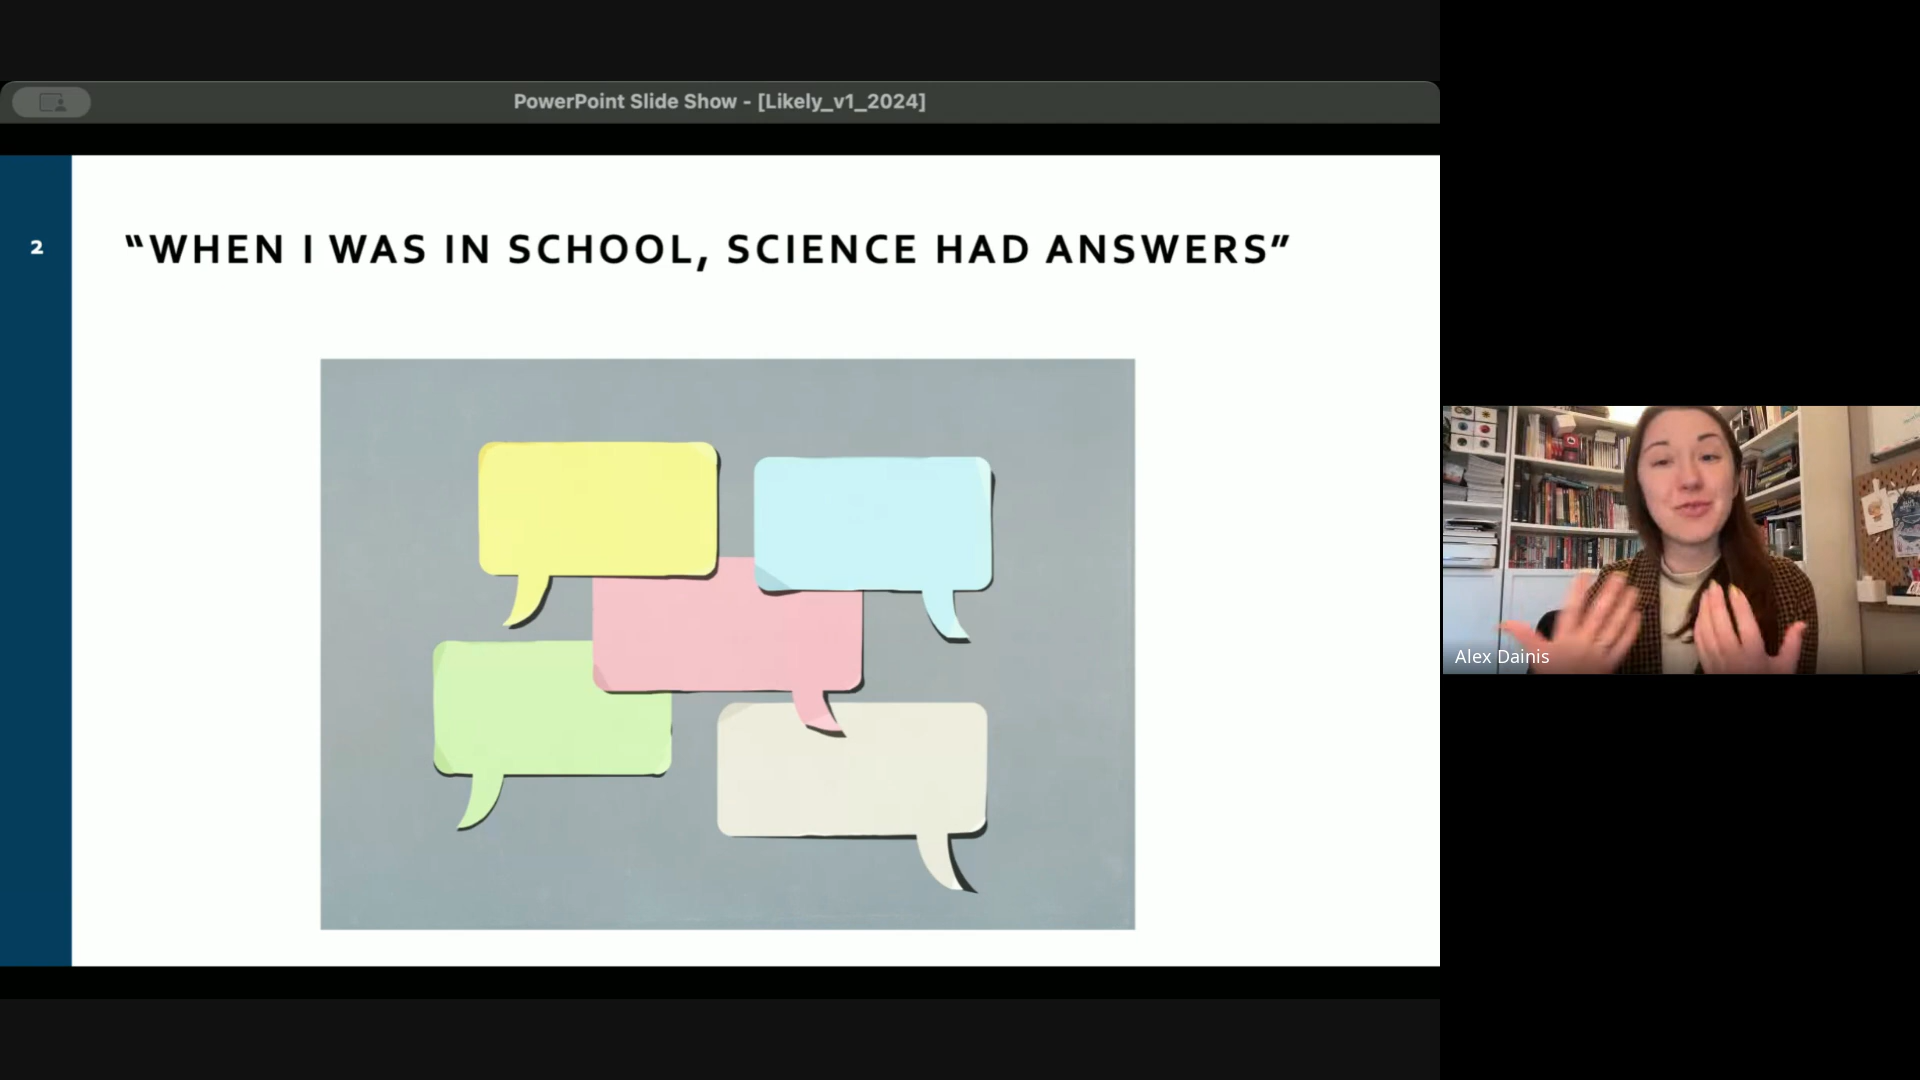 PowerPoint Slide Show - [Likely_v1_2024]
2
“WHEN I WAS IN SCHOOL, SCIENCE HAD ANSWERS”
Alex Dainis